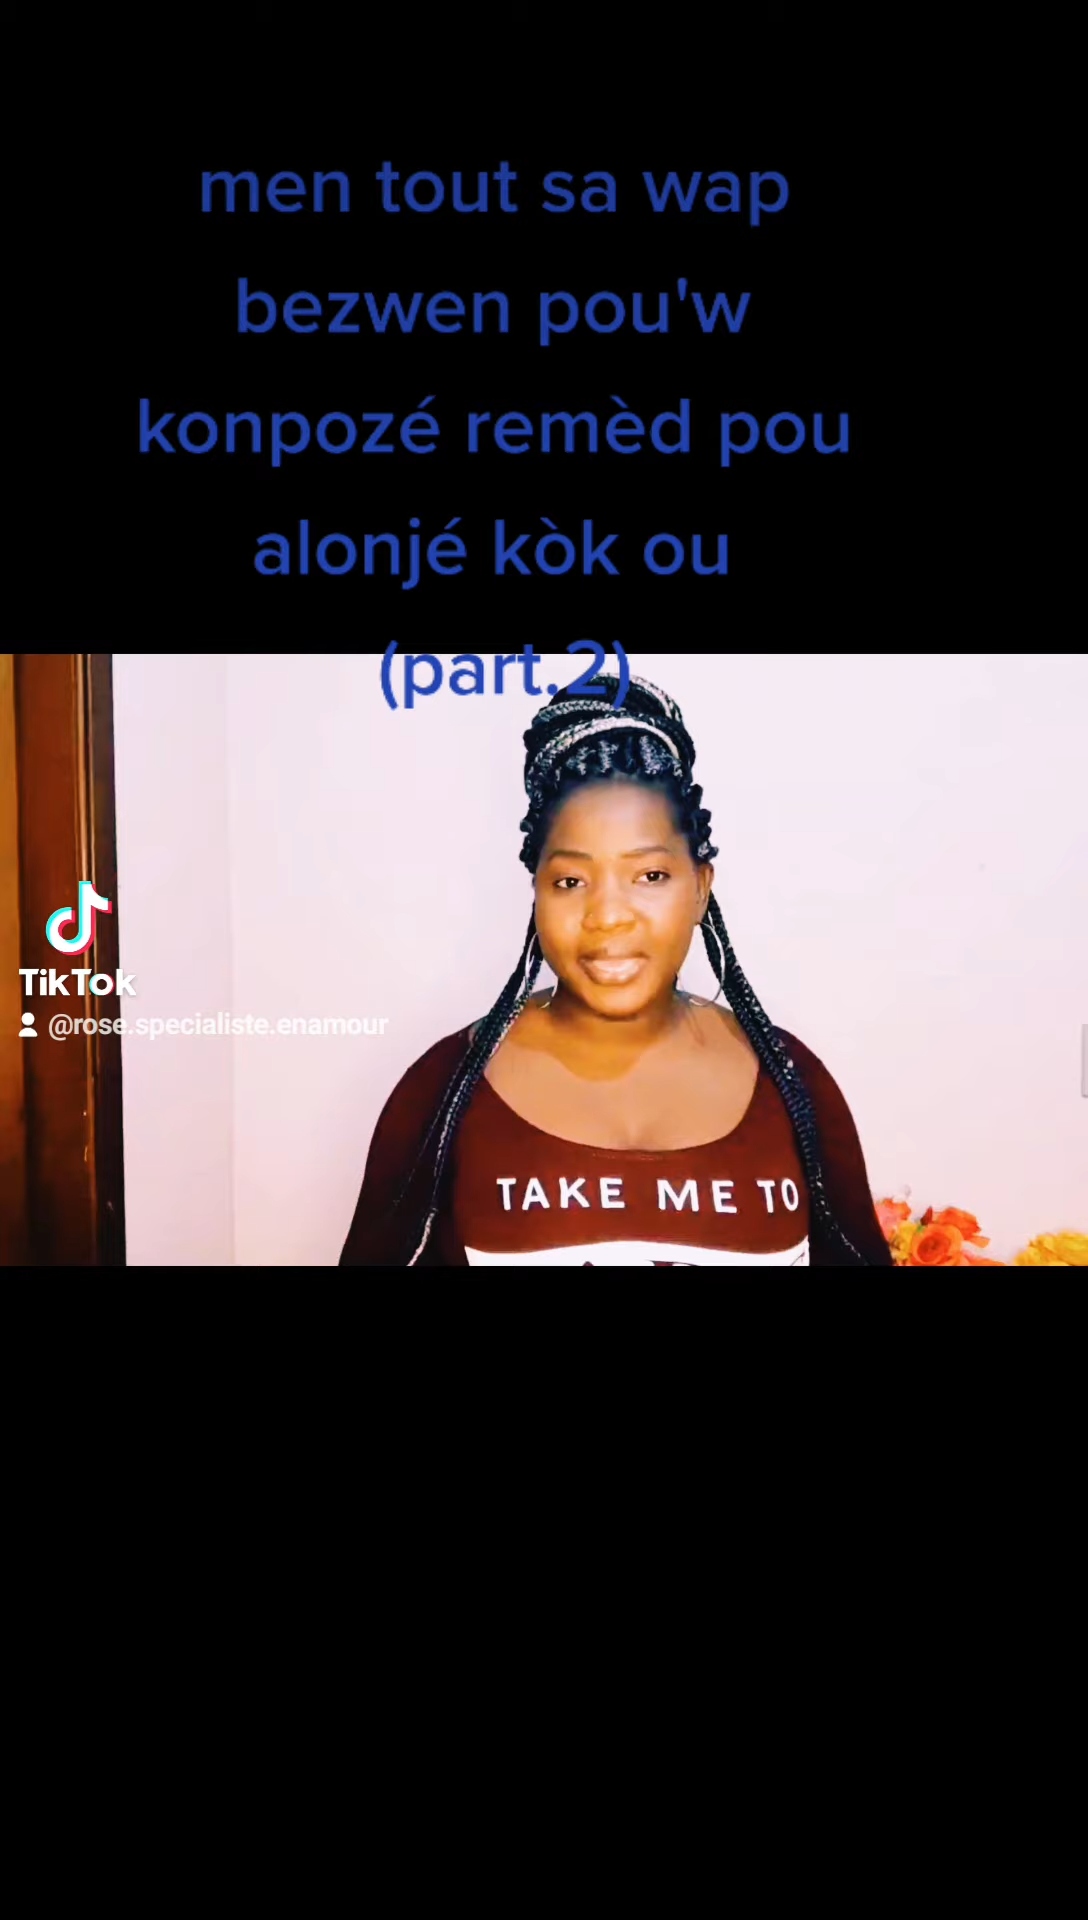 men tout sa wap
bezwen pou'w
konpozé remèd pou
alonjé kòk ou
(part.2)
TikTok
@rose.specialiste.enamour
TAKE ME TO